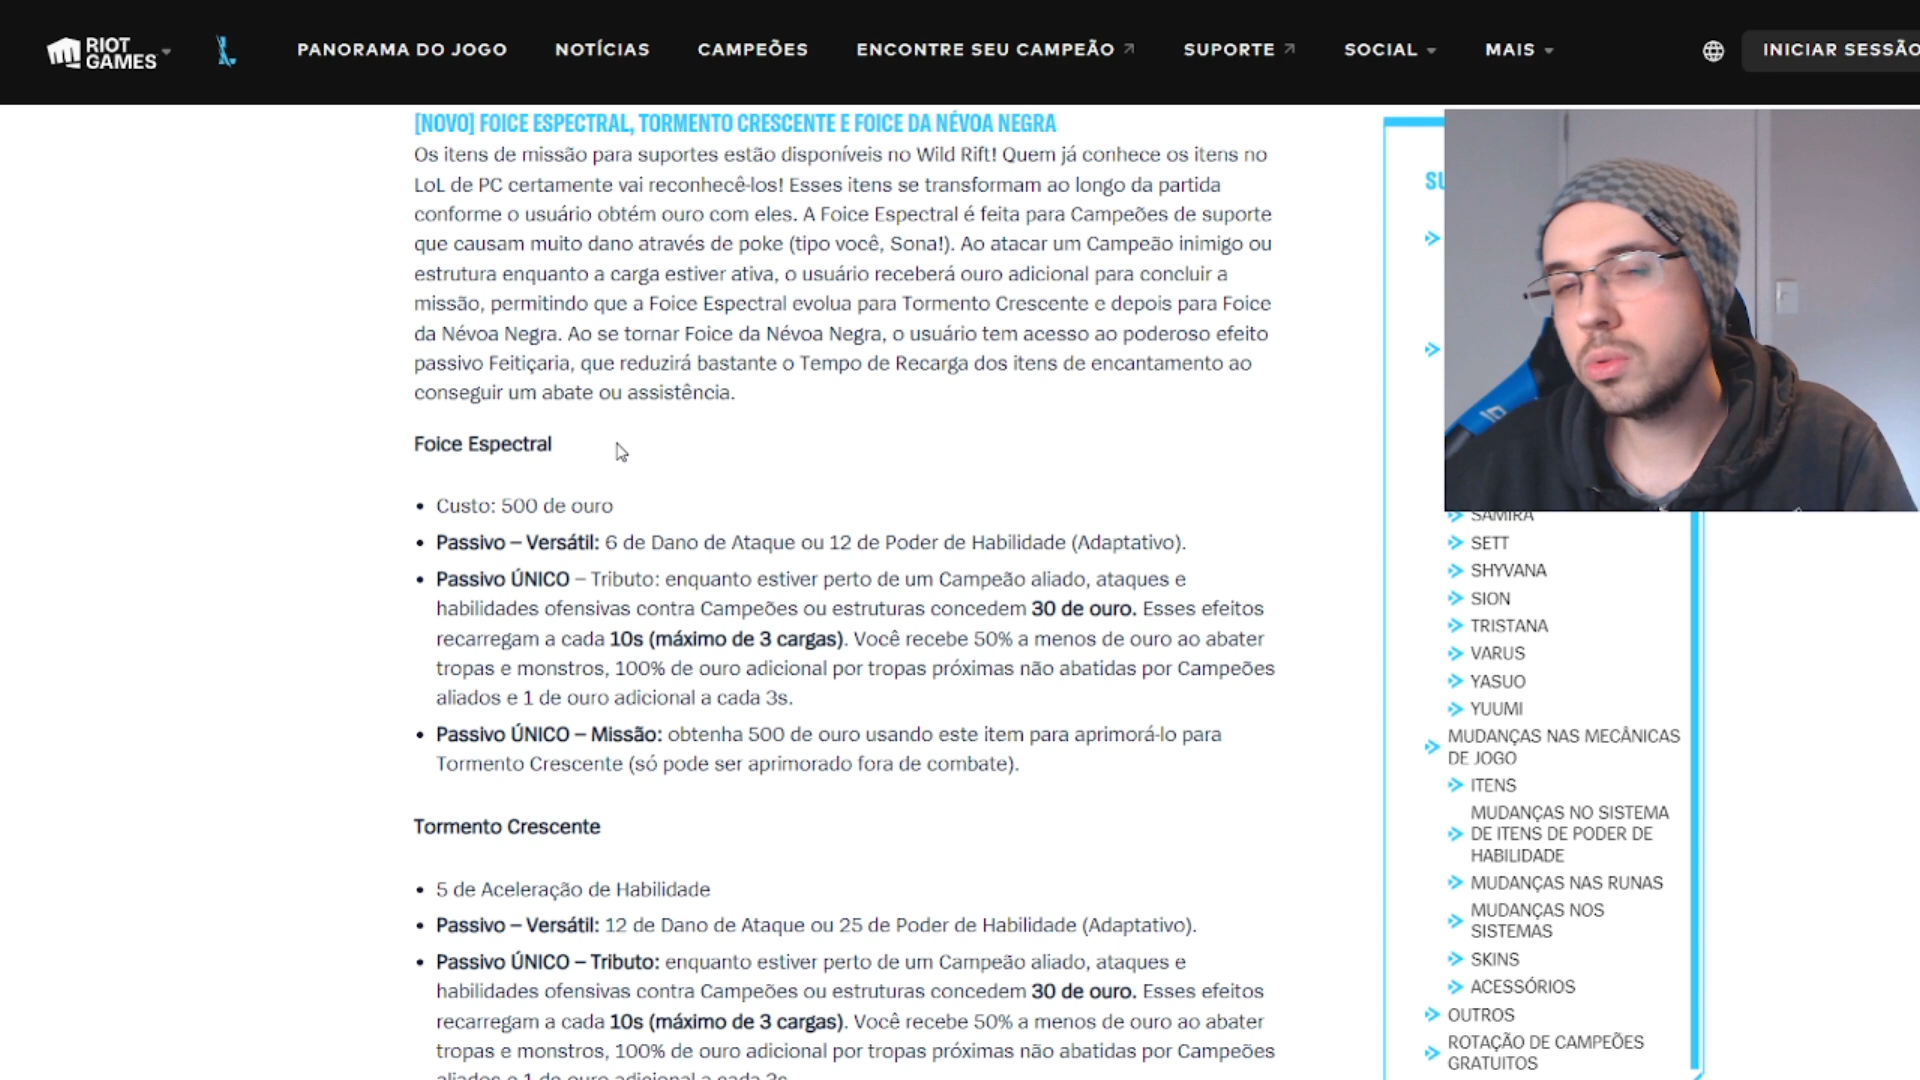 RIOT GAMES
PANORAMA DO JOGO
NOTÍCIAS
CAMPEÕES
ENCONTRE SEU CAMPEÃO
SUPORTE
SOCIAL
MAIS
INICIAR SESSÃO
[NOVO] FOICE ESPECTRAL, TORMENTO CRESCENTE E FOICE DA NÉVOA NEGRA
Os itens de missão para suportes estão disponíveis no Wild Rift! Quem já conhece os itens no
LoL de PC certamente vai reconhecê-los! Esses itens se transformam ao longo da partida
conforme o usuário obtém ouro com eles. A Foice Espectral é feita para Campeões de suporte
que causam muito dano através de poke (tipo você, Sona!). Ao atacar um Campeão inimigo ou
estrutura enquanto a carga estiver ativa, o usuário receberá ouro adicional para concluir a
missão, permitindo que a Foice Espectral evolua para Tormento Crescente e depois para Foice
da Névoa Negra. Ao se tornar Foice da Névoa Negra, o usuário tem acesso ao poderoso efeito
passivo Feitiçaria, que reduzirá bastante o Tempo de Recarga dos itens de encantamento ao
conseguir um abate ou assistência.
Foice Espectral
• Custo: 500 de ouro
• Passivo – Versátil: 6 de Dano de Ataque ou 12 de Poder de Habilidade (Adaptativo).
• Passivo ÚNICO – Tributo: enquanto estiver perto de um Campeão aliado, ataques e
habilidades ofensivas contra Campeões ou estruturas concedem 30 de ouro. Esses efeitos
recarregam a cada 10s (máximo de 3 cargas). Você recebe 50% a menos de ouro ao abater
tropas e monstros, 100% de ouro adicional por tropas próximas não abatidas por Campeões
aliados e 1 de ouro adicional a cada 3s.
• Passivo ÚNICO – Missão: obtenha 500 de ouro usando este item para aprimorá-lo para
Tormento Crescente (só pode ser aprimorado fora de combate).
Tormento Crescente
• 5 de Aceleração de Habilidade
• Passivo – Versátil: 12 de Dano de Ataque ou 25 de Poder de Habilidade (Adaptativo).
• Passivo ÚNICO – Tributo: enquanto estiver perto de um Campeão aliado, ataques e
habilidades ofensivas contra Campeões ou estruturas concedem 30 de ouro. Esses efeitos
recarregam a cada 10s (máximo de 3 cargas). Você recebe 50% a menos de ouro ao abater
tropas e monstros, 100% de ouro adicional por tropas próximas não abatidas por Campeões
aliados e 1 de ouro adicional a cada 3s.
SAMIRA
SETT
SHYVANA
SION
TRISTANA
VARUS
YASUO
YUUMI
MUDANÇAS NAS MECÂNICAS
DE JOGO
ITENS
MUDANÇAS NO SISTEMA
DE ITENS DE PODER DE
HABILIDADE
MUDANÇAS NAS RUNAS
MUDANÇAS NOS
SISTEMAS
SKINS
ACESSÓRIOS
OUTROS
ROTAÇÃO DE CAMPEÕES
GRATUITOS